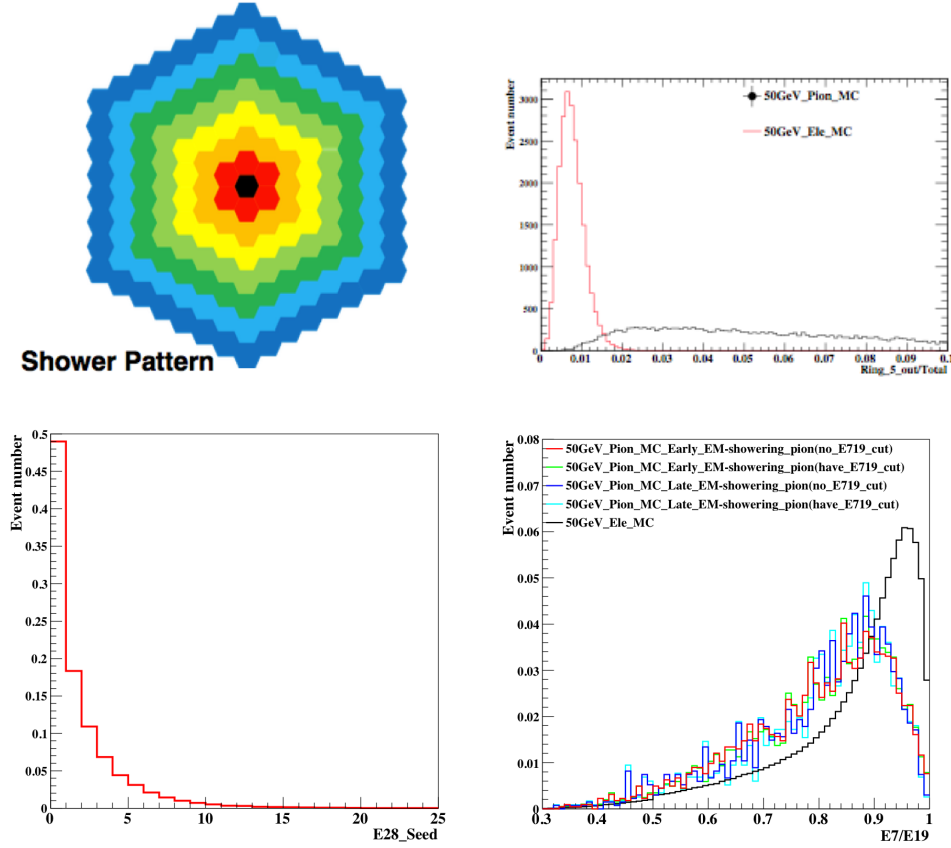 Shower Pattern
Event number
3000
2500
2000
1500
1000
500
0
50GeV_Pion_MC
50GeV_Ele_MC
0 0.01 0.02 0.03 0.04 0.05 0.06 0.07 0.08 0.09 0.1
Ring_5_out/Total
Event number
0.5
0.45
0.4
0.35
0.3
0.25
0.2
0.15
0.1
0.05
0
0 5 10 15 20 25
E28_Seed
Event number
0.08
0.07
0.06
0.05
0.04
0.03
0.02
0.01
0.00
50GeV_Pion_MC_Early_EM-showering_pion(no_E719_cut)
50GeV_Pion_MC_Early_EM-showering_pion(have_E719_cut)
50GeV_Pion_MC_Late_EM-showering_pion(no_E719_cut)
50GeV_Pion_MC_Late_EM-showering_pion(have_E719_cut)
50GeV_Ele_MC
0.3 0.4 0.5 0.6 0.7 0.8 0.9 1
E7/E19